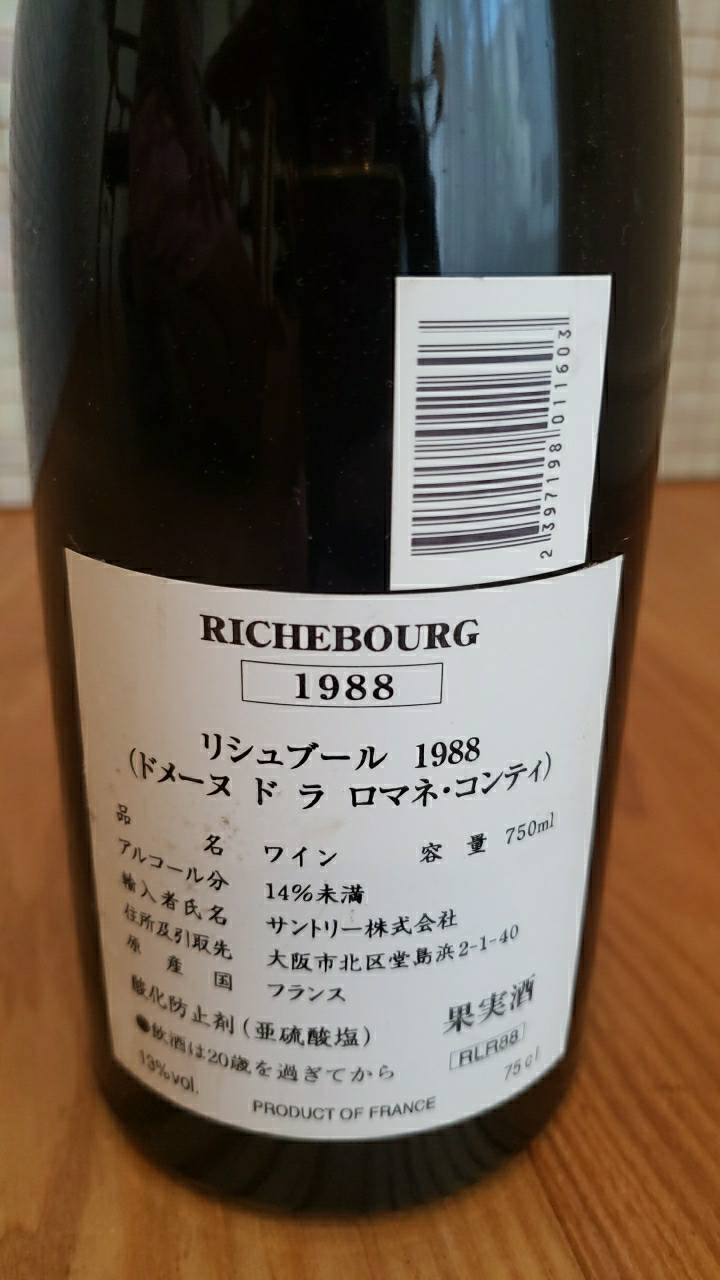 2 397198 011603
RICHEBOURG
1988
リシュブール 1988
(ドメーヌ ド ラ ロマネ・コンティ)
品名 ワイン 容量 750ml
アルコール分 14%未満
輸入者氏名 サントリー株式会社
住所及引取先 大阪市北区堂島浜2-1-40
原産国 フランス
酸化防止剤(亜硫酸塩) 果実酒
●飲酒は20歳を過ぎてから RLR88
13%vol. 75cl
PRODUCT OF FRANCE